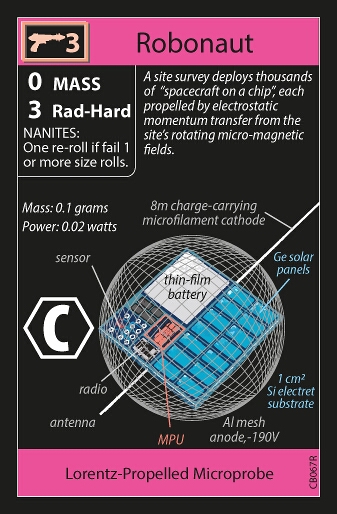 3
Robonaut
0 MASS
3 Rad-Hard
NANITES:
One re-roll if fail 1
or more size rolls.
A site survey deploys thousands
of "spacecraft on a chip", each
propelled by electrostatic
momentum transfer from the
site's rotating micro-magnetic
fields.
Mass: 0.1 grams
Power: 0.02 watts
8m charge-carrying
microfilament cathode
sensor
Ge solar
panels
thin-film
battery
C
1 cm²
Si electret
substrate
radio
antenna
MPU
Al mesh
anode,-190V
Lorentz-Propelled Microprobe
CB067R